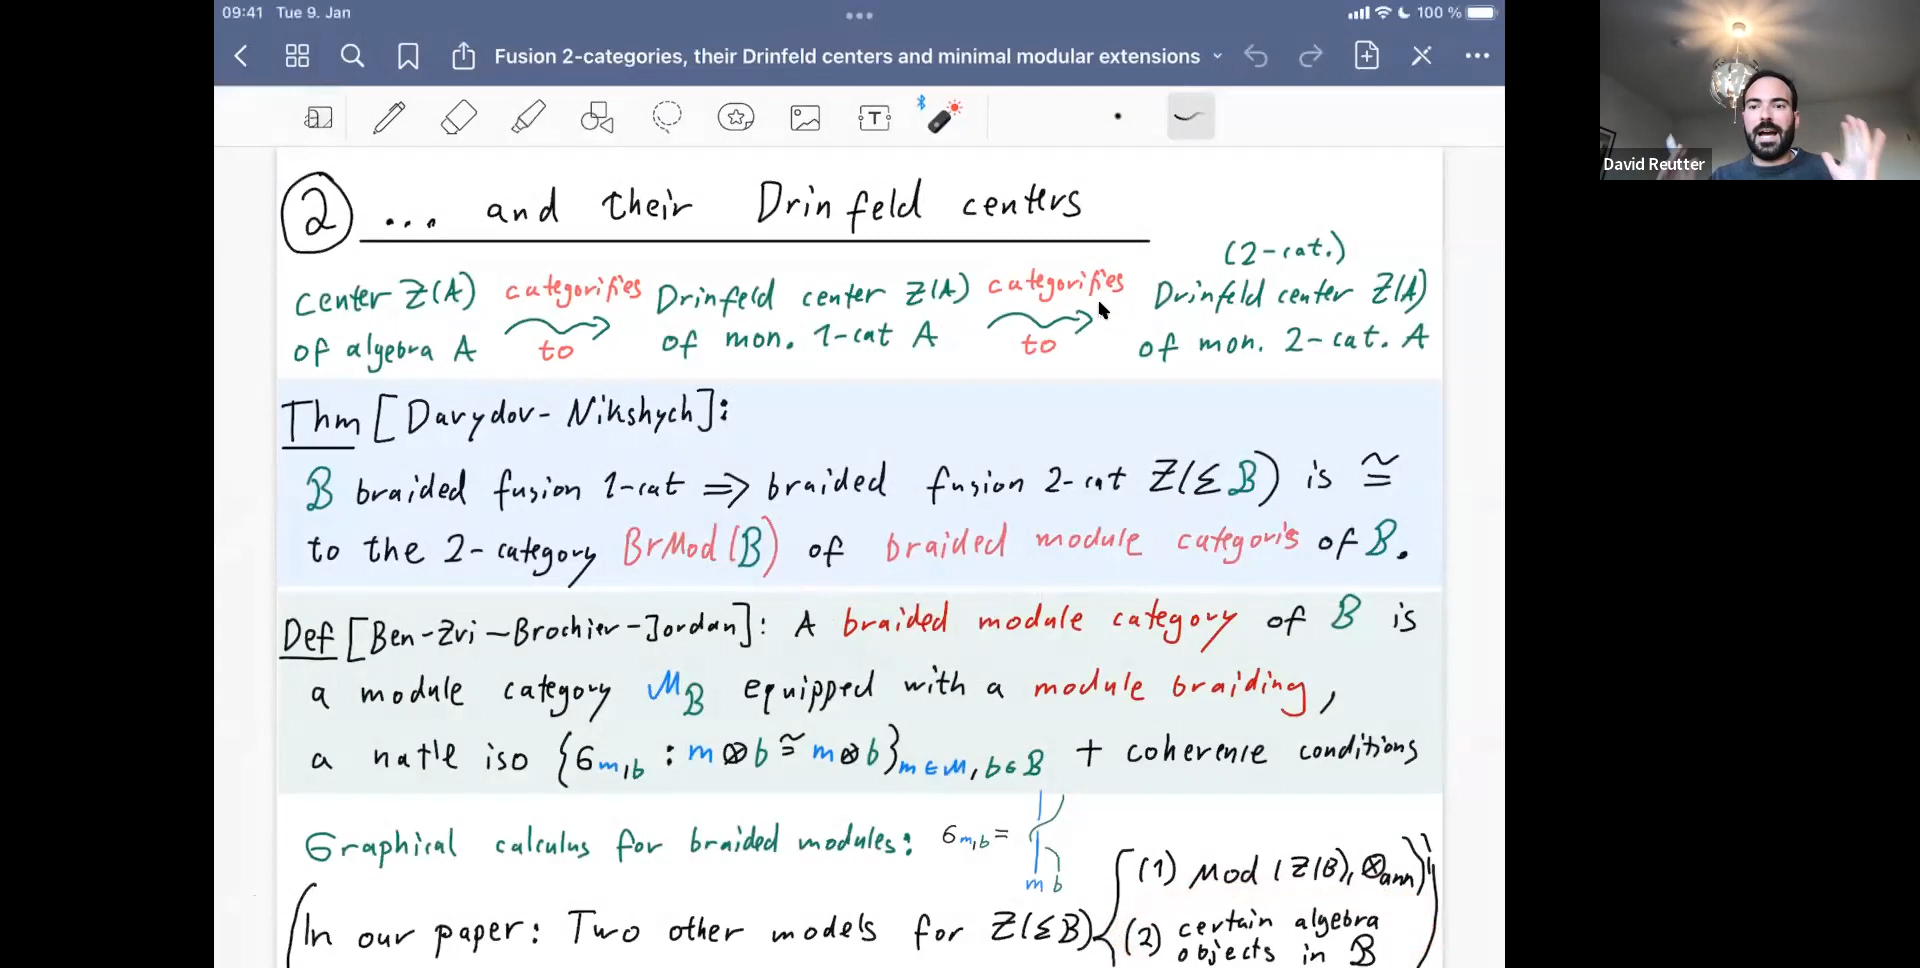 09:41 Tue 9. Jan
100 %
Fusion 2-categories, their Drinfeld centers and minimal modular extensions
T
David Reutter
② ... and their Drinfeld centers
(2-cat.)
center Z(A) categorifies Drinfeld center Z(A) categorifies Drinfeld center Z(A)
of algebra A to of mon. 1-cat A to of mon. 2-cat. A
Thm [Davydov-Nikshych]:
B braided fusion 1-cat ⇒ braided fusion 2-cat Z(ΣB) is ≅
to the 2-category BrMod(B) of braided module categoris of B.
Def [Ben-Zvi-Brochier-Jordan]: A braided module category of B is
a module category M_B equipped with a module braiding,
a nat'l iso {σ_{m,b} : m⊗b ≅ m⊗b}_{m∈M, b∈B} + coherence conditions
Graphical calculus for braided modules: σ_{m,b} =
m b
(In our paper: Two other models for Z(ΣB)
(1) Mod (Z(B), ⊗_{ann})
(2) certain algebra
objects in B